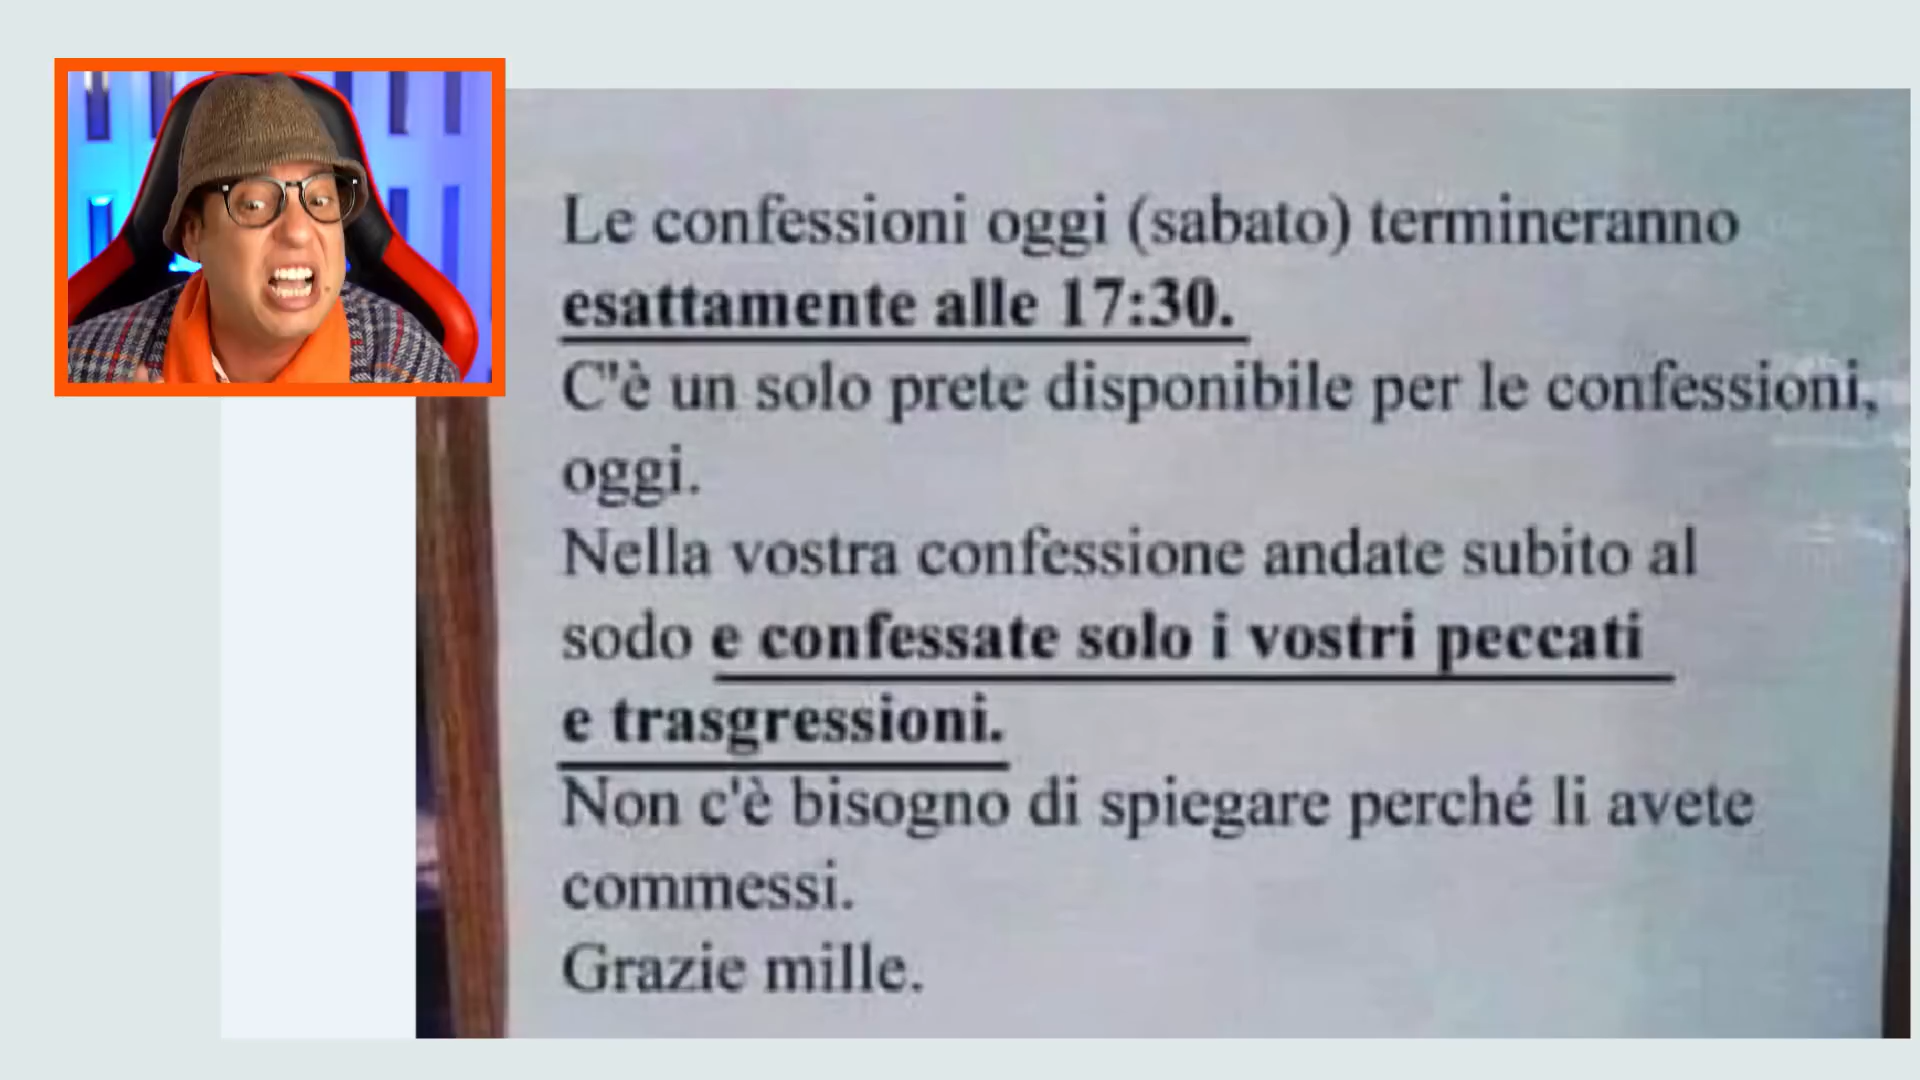 Le confessioni oggi (sabato) termineranno
esattamente alle 17:30.
C'è un solo prete disponibile per le confessioni,
oggi.
Nella vostra confessione andate subito al
sodo e confessate solo i vostri peccati
e trasgressioni.
Non c'è bisogno di spiegare perché li avete
commessi.
Grazie mille.